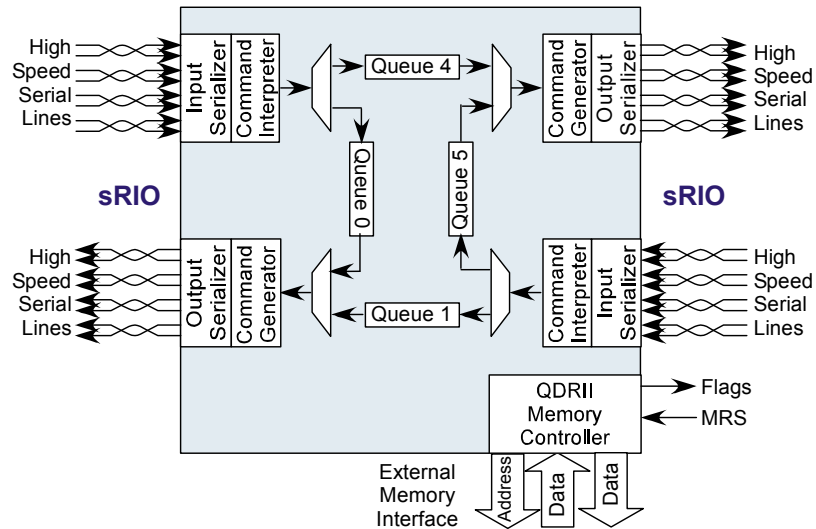 High
Speed
Serial
Lines
Input
Serializer
Command
Interpreter
Queue 4
Command
Generator
Output
Serializer
High
Speed
Serial
Lines
sRIO
Queue 0
Queue 5
sRIO
High
Speed
Serial
Lines
Output
Serializer
Command
Generator
Queue 1
Command
Interpreter
Input
Serializer
High
Speed
Serial
Lines
QDRII
Memory
Controller
Flags
MRS
External
Memory
Interface
Address
Data
Data